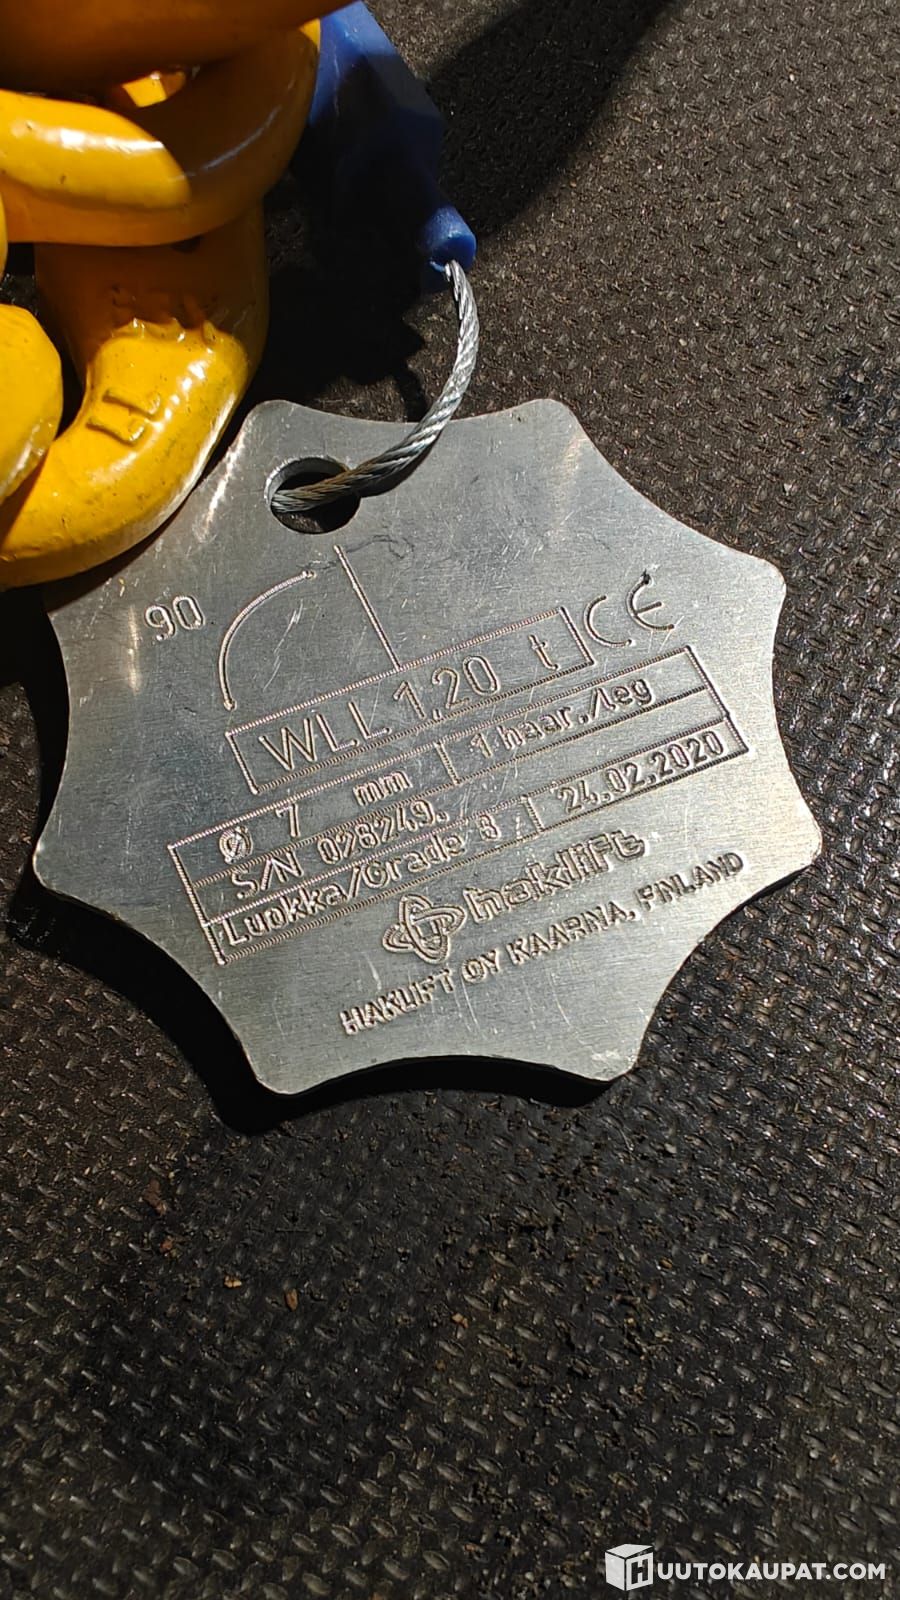 90
WLL 1,20 t CE
Ø 7 mm 1 haar./leg
S/N 028249. 24.02.2020
Luokka/Grade 8
haklift
HAKLIFT OY KAARINA, FINLAND
HUUTOKAUPAT.COM